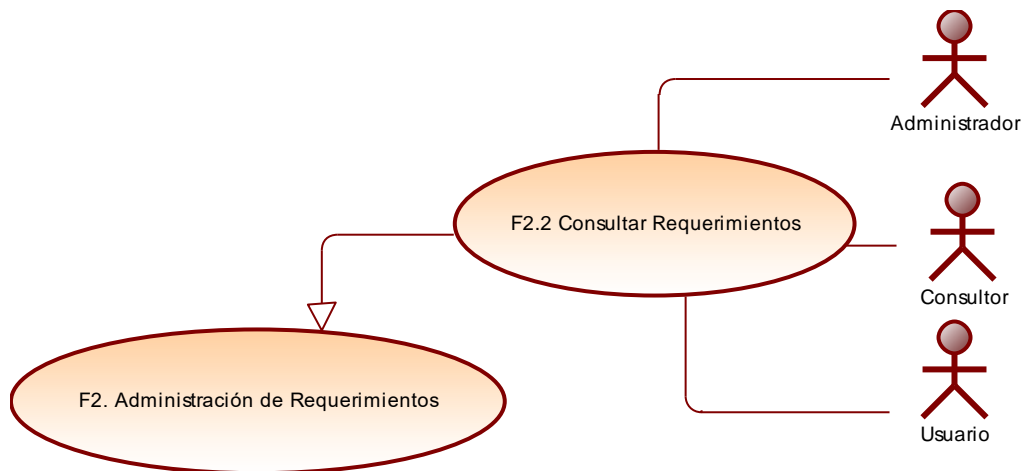 Administrador
F2.2 Consultar Requerimientos
Consultor
F2. Administración de Requerimientos
Usuario